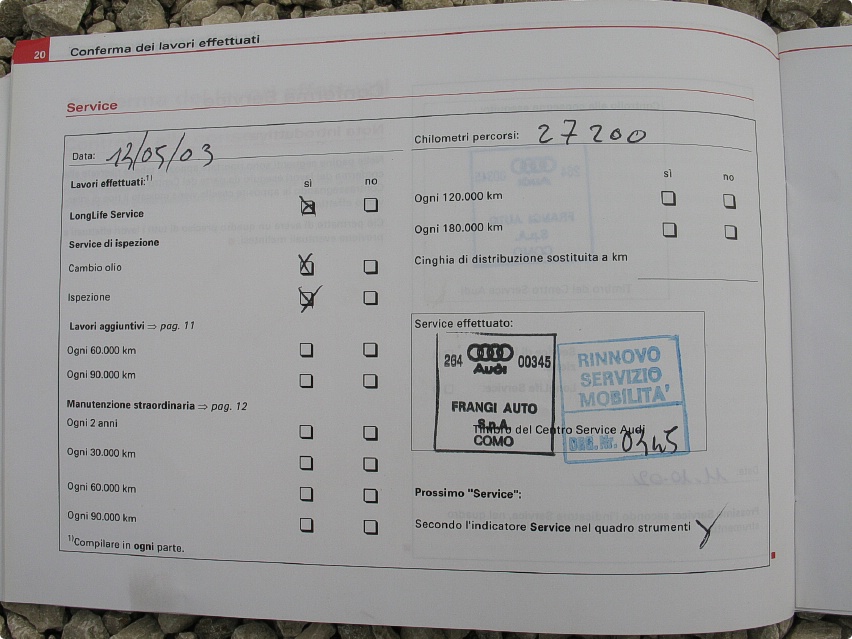 20 Conferma dei lavori effettuati
Service
Data: 12/05/03
Chilometri percorsi: 27200
Lavori effettuati:1)
sì no
sì no
LongLife Service
Ogni 120.000 km
Service di ispezione
Ogni 180.000 km
Cambio olio
Cinghia di distribuzione sostituita a km
Ispezione
Lavori aggiuntivi ⇒ pag. 11
Ogni 60.000 km
Ogni 90.000 km
Manutenzione straordinaria ⇒ pag. 12
Ogni 2 anni
Ogni 30.000 km
Ogni 60.000 km
Ogni 90.000 km
1)Compilare in ogni parte.
Service effettuato:
264 Audi 00345
FRANGI AUTO
S.p.A.
COMO
RINNOVO
SERVIZIO
MOBILITA'
Timbro del Centro Service Audi
Org. Nr. 0345
Prossimo "Service":
Secondo l'indicatore Service nel quadro strumenti